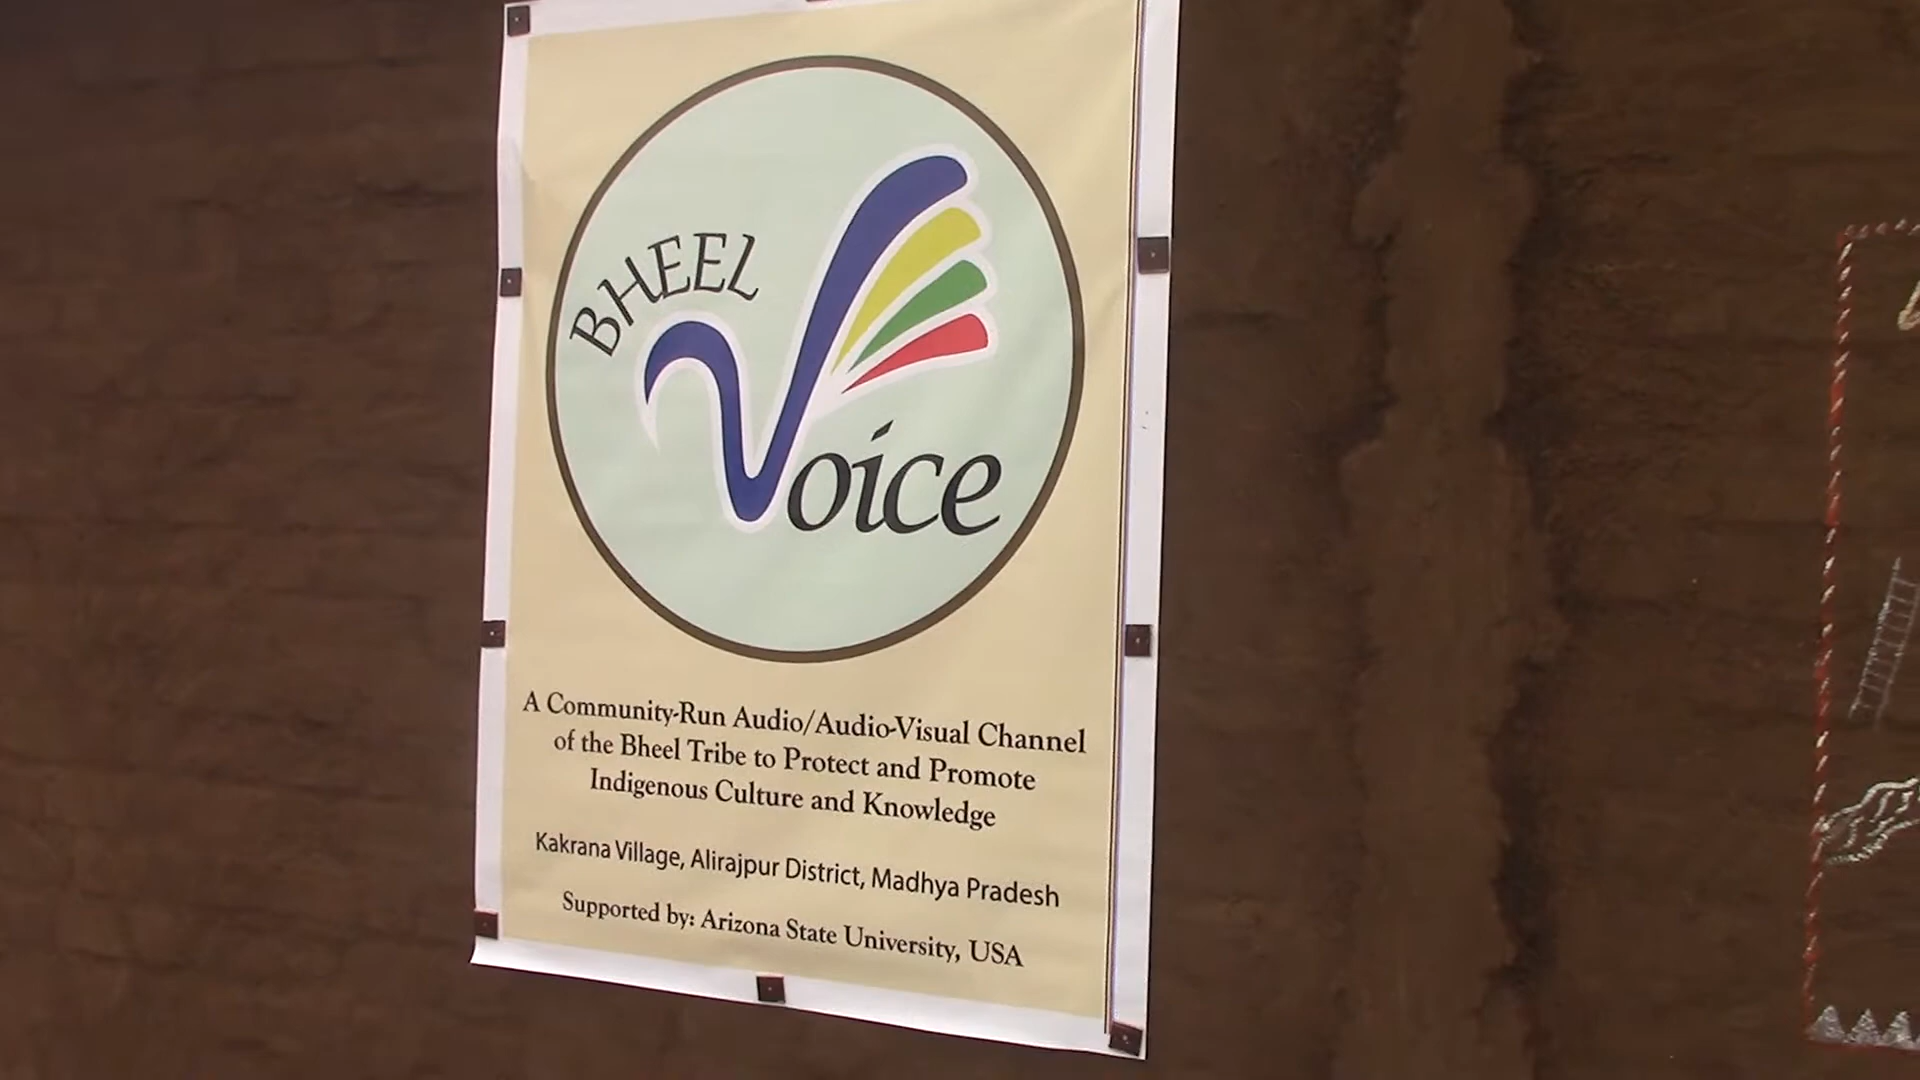 BHEEL
Voice
A Community-Run Audio/Audio-Visual Channel
of the Bheel Tribe to Protect and Promote
Indigenous Culture and Knowledge
Kakrana Village, Alirajpur District, Madhya Pradesh
Supported by: Arizona State University, USA